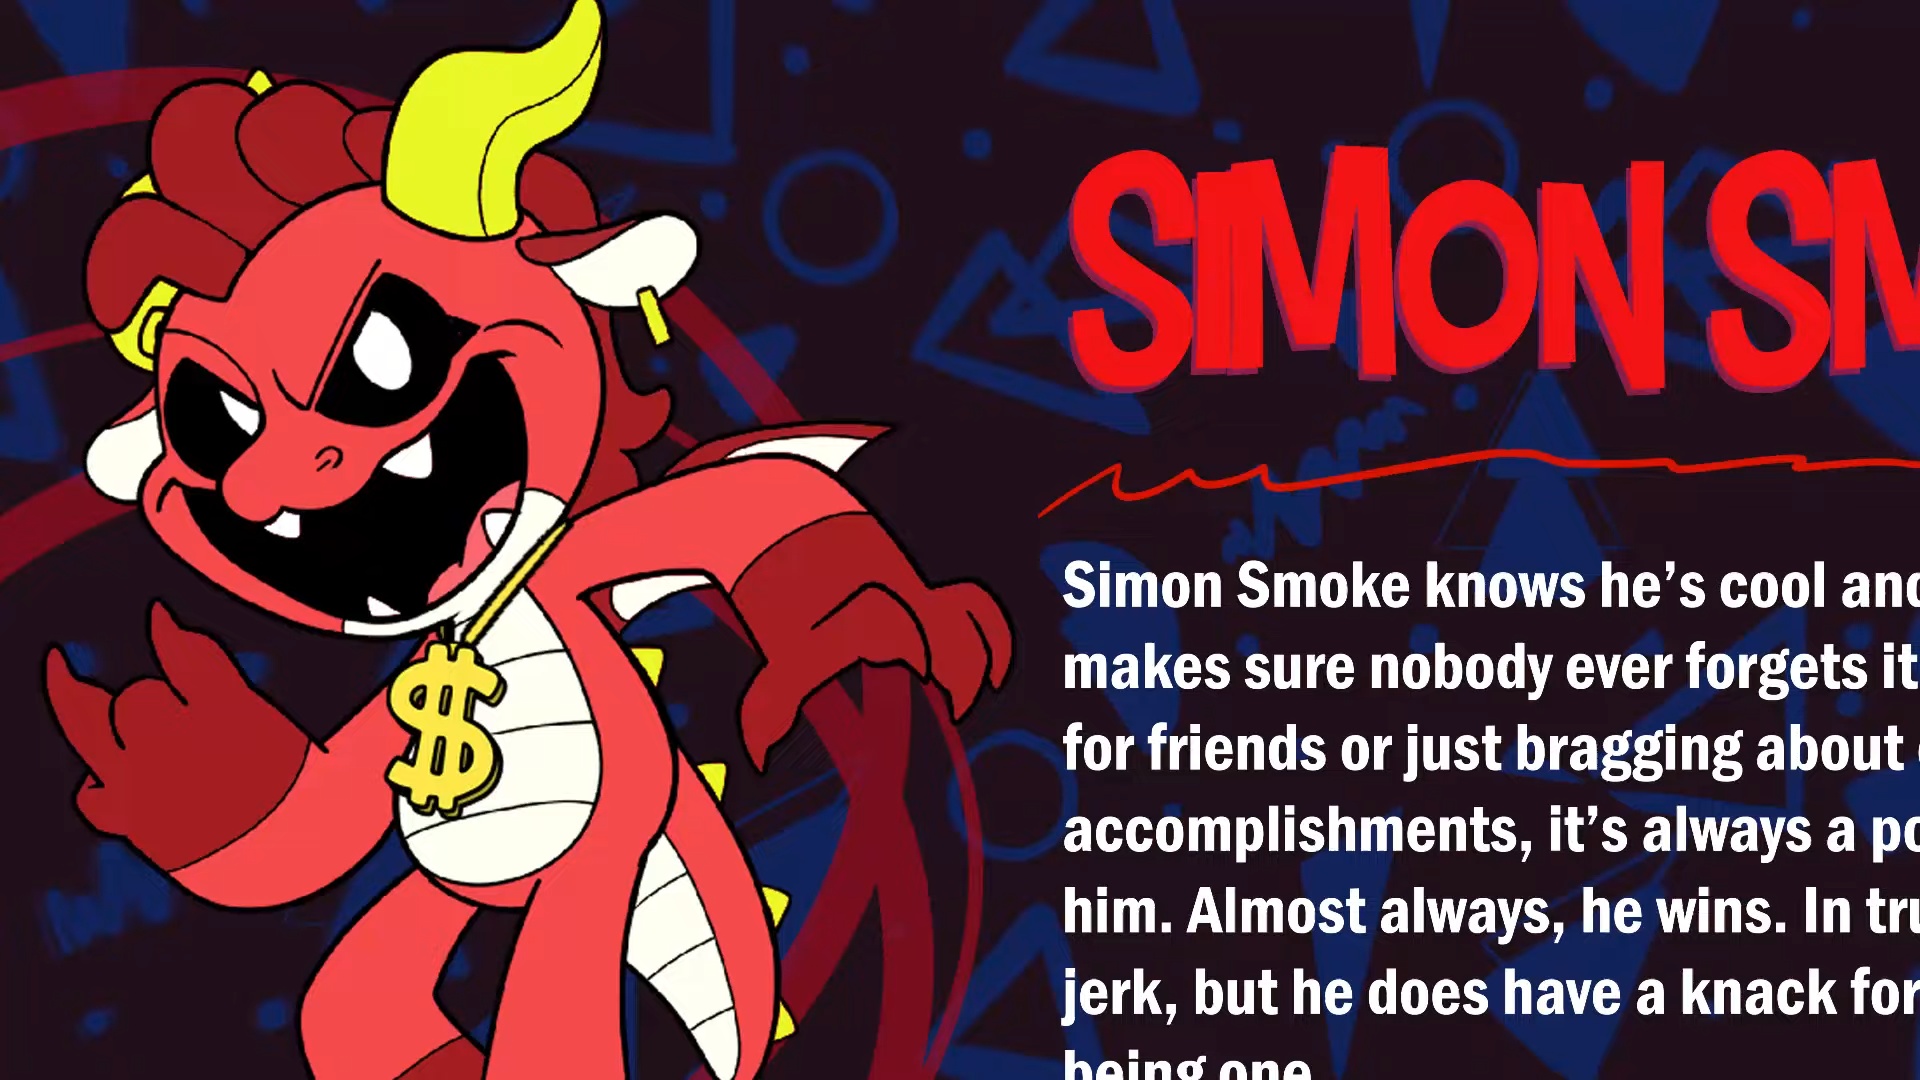 SIMON SM
Simon Smoke knows he’s cool and
makes sure nobody ever forgets it
for friends or just bragging about
accomplishments, it’s always a
him. Almost always, he wins. In
jerk, but he does have a knack for
being one
$